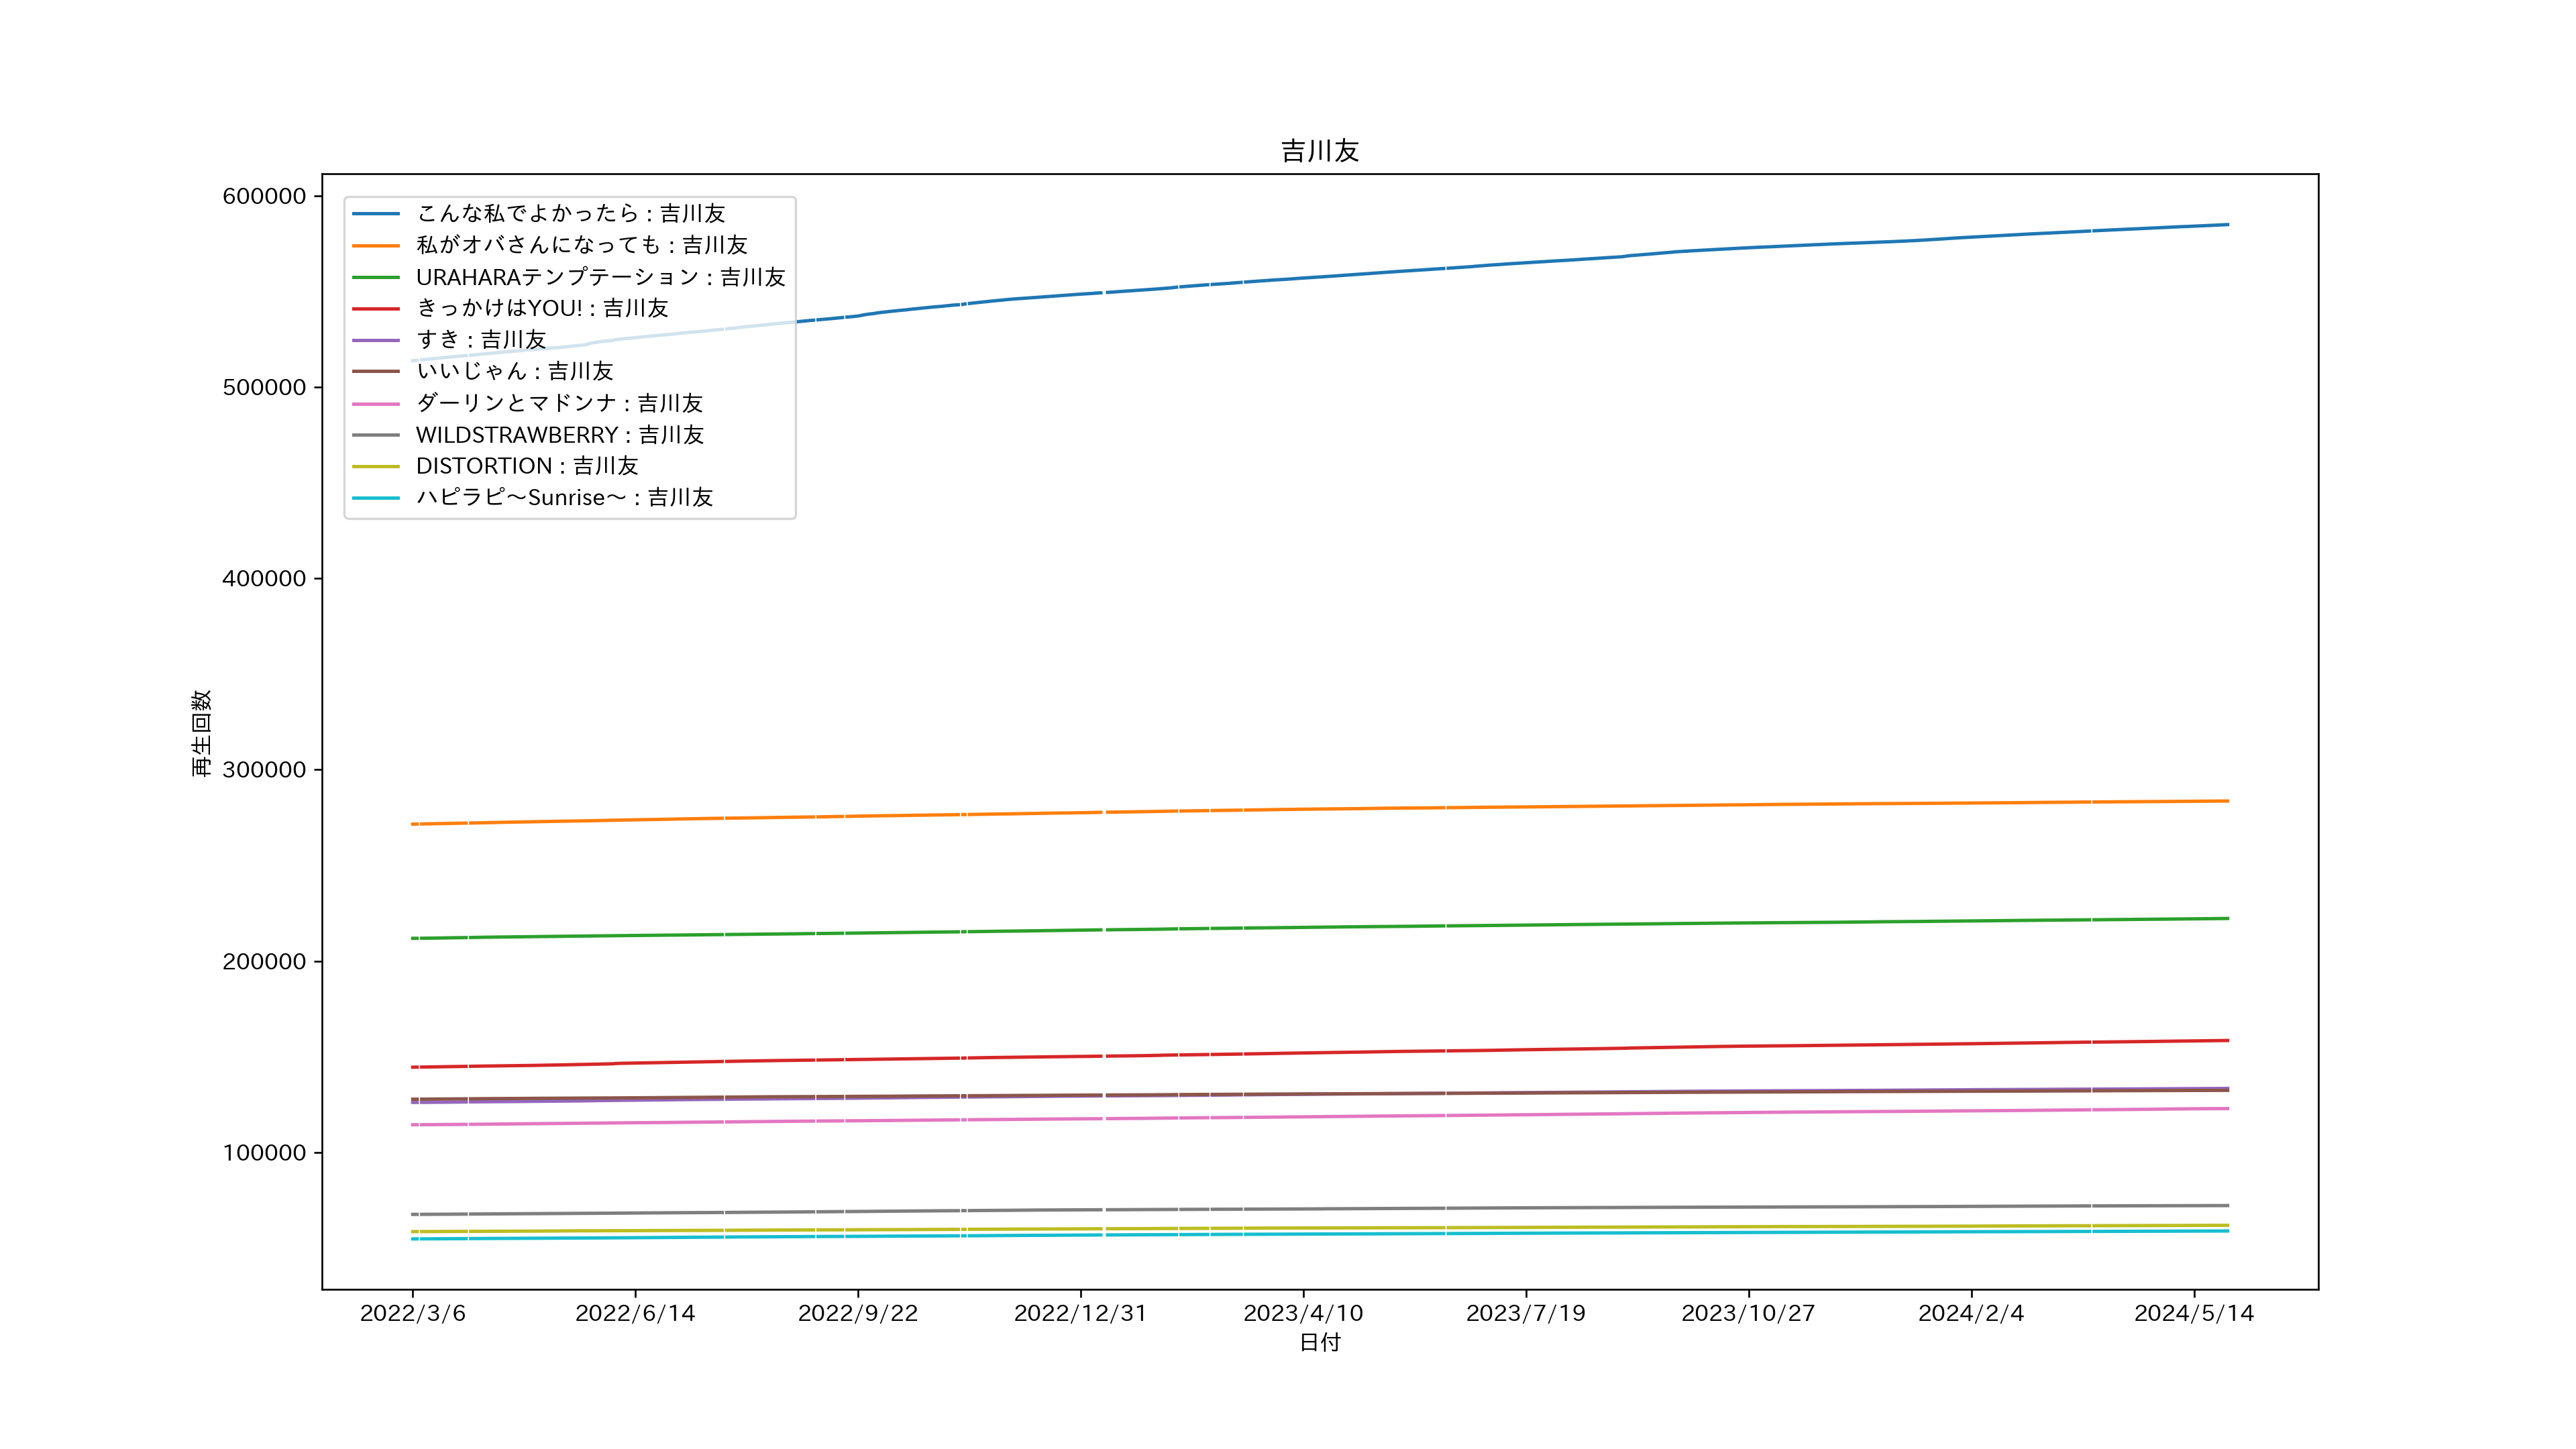 吉川友
600000
500000
400000
300000
200000
100000
再生回数
こんな私でよかったら : 吉川友
私がオバさんになっても : 吉川友
URAHARAテンプテーション : 吉川友
きっかけはYOU! : 吉川友
すき : 吉川友
いいじゃん : 吉川友
ダーリンとマドンナ : 吉川友
WILDSTRAWBERRY : 吉川友
DISTORTION : 吉川友
ハピラピ〜Sunrise〜 : 吉川友
2022/3/6 2022/6/14 2022/9/22 2022/12/31 2023/4/10 2023/7/19 2023/10/27 2024/2/4 2024/5/14
日付